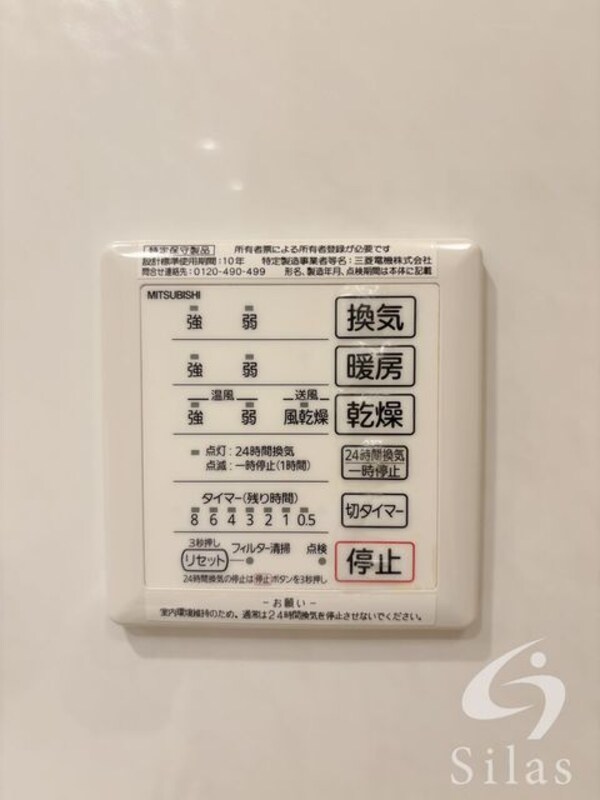 特定保守製品 所有者票による所有者登録が必要です
設計標準使用期間:10年 特定製造事業者等名:三菱電機株式会社
問合せ連絡先:0120-490-499 形名、製造年月、点検期間は本体に記載
MITSUBISHI
強 弱 換気
強 弱 暖房
温風 送風
強 弱 風乾燥 乾燥
点灯:24時間換気
点滅:一時停止(1時間)
24時間換気
一時停止
タイマー(残り時間)
8 6 4 3 2 1 0.5
切タイマー
3秒押し
リセット フィルター清掃 点検
停止
24時間換気の停止は停止ボタンを3秒押し
-お願い-
室内環境維持のため、通常は24時間換気を停止させないでください。
Silas